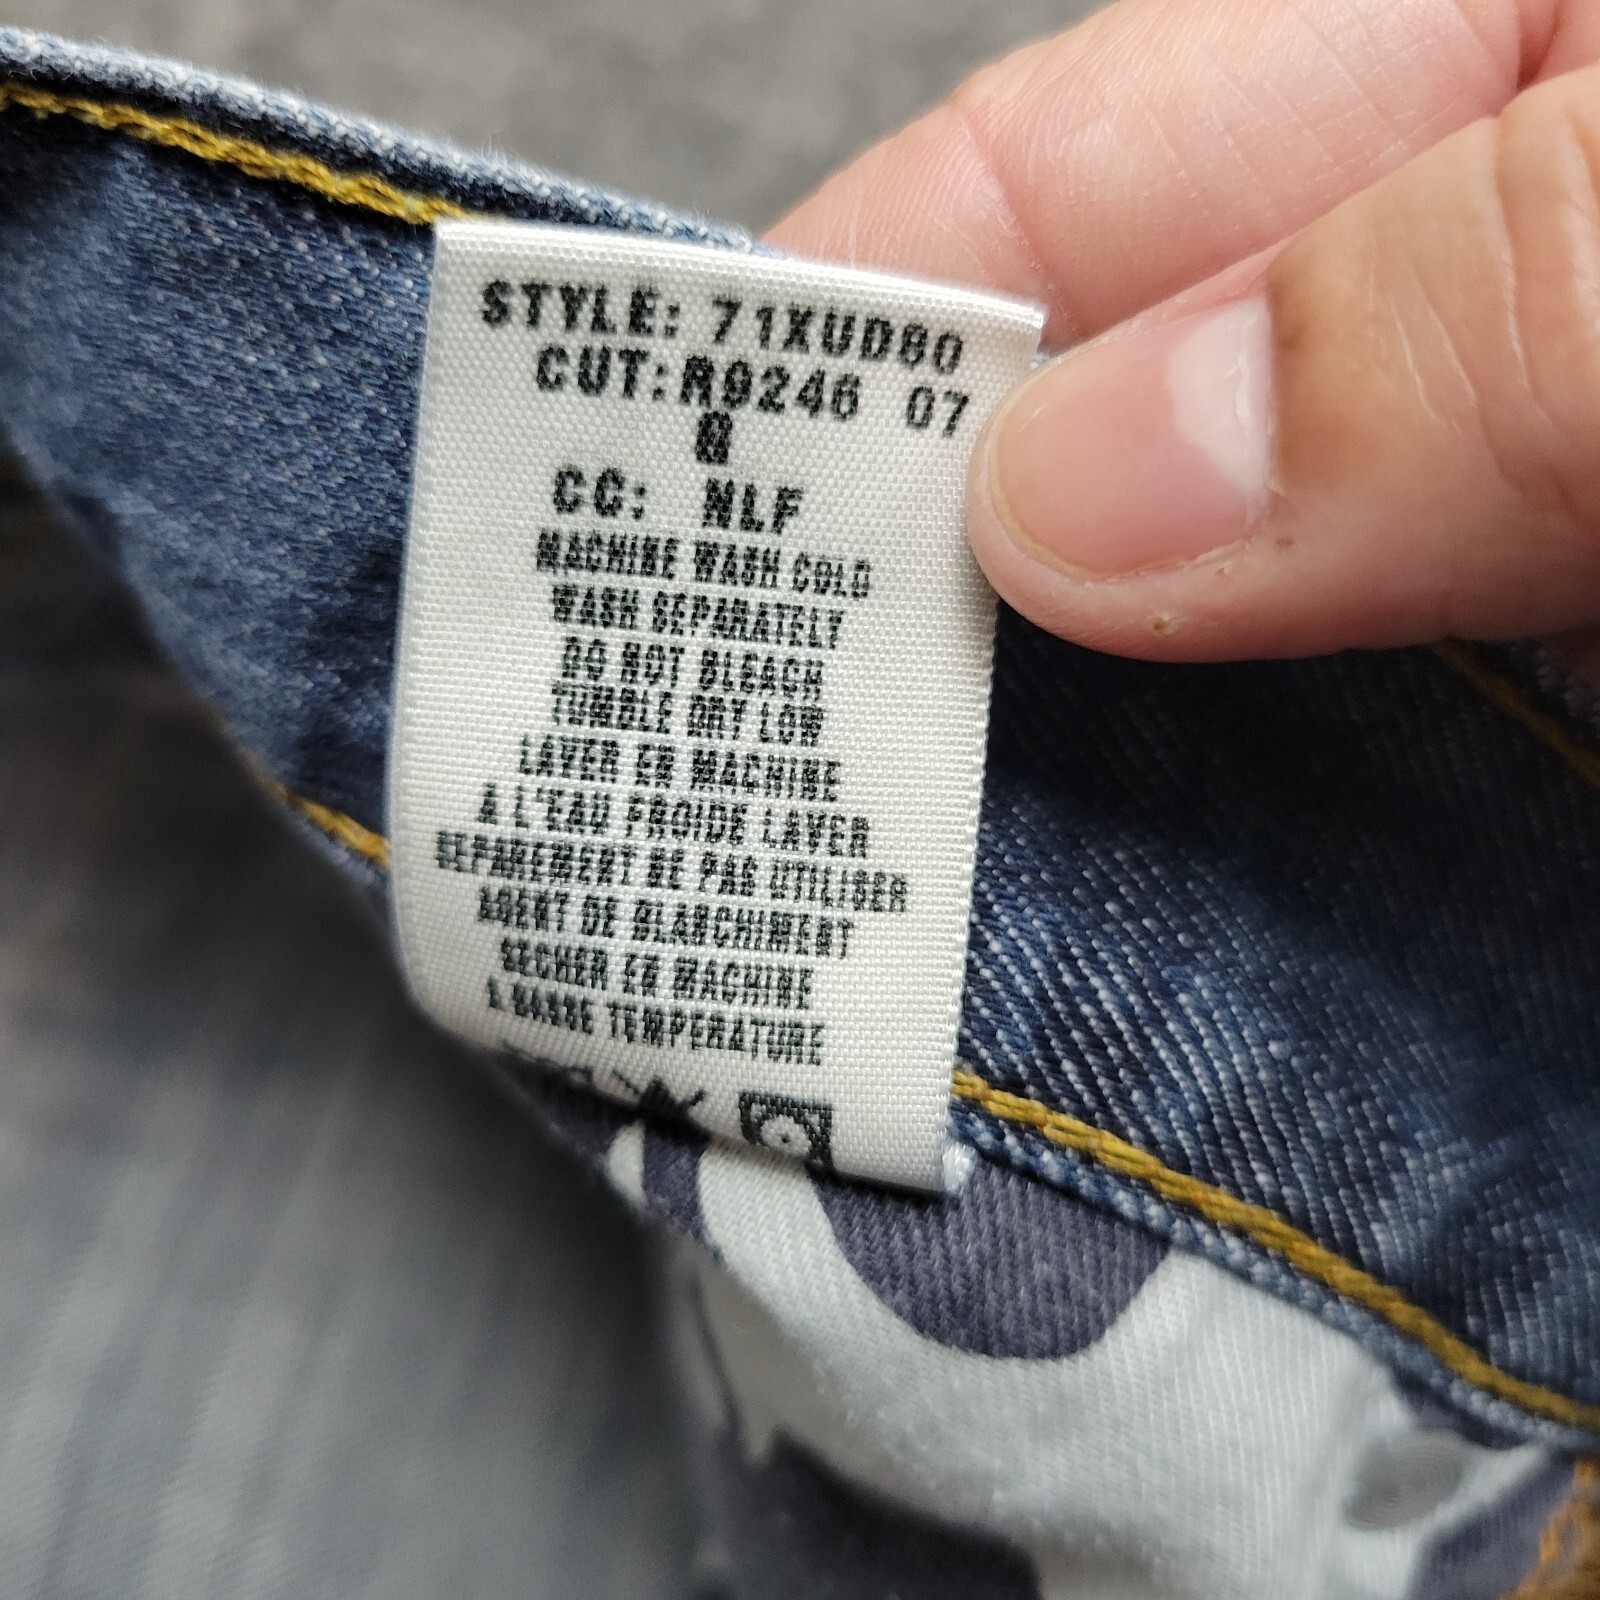 STYLE: 71XUD80
CUT:R9246 07
CC: NLF
MACHINE WASH COLD
WASH SEPARATELY
DO NOT BLEACH
TUMBLE DRY LOW
LAVER EN MACHINE
A L'EAU FROIDE LAVER
SEPAREMENT NE PAS UTILISER
AGENT DE BLANCHIMENT
SECHER EN MACHINE
A BASSE TEMPERATURE